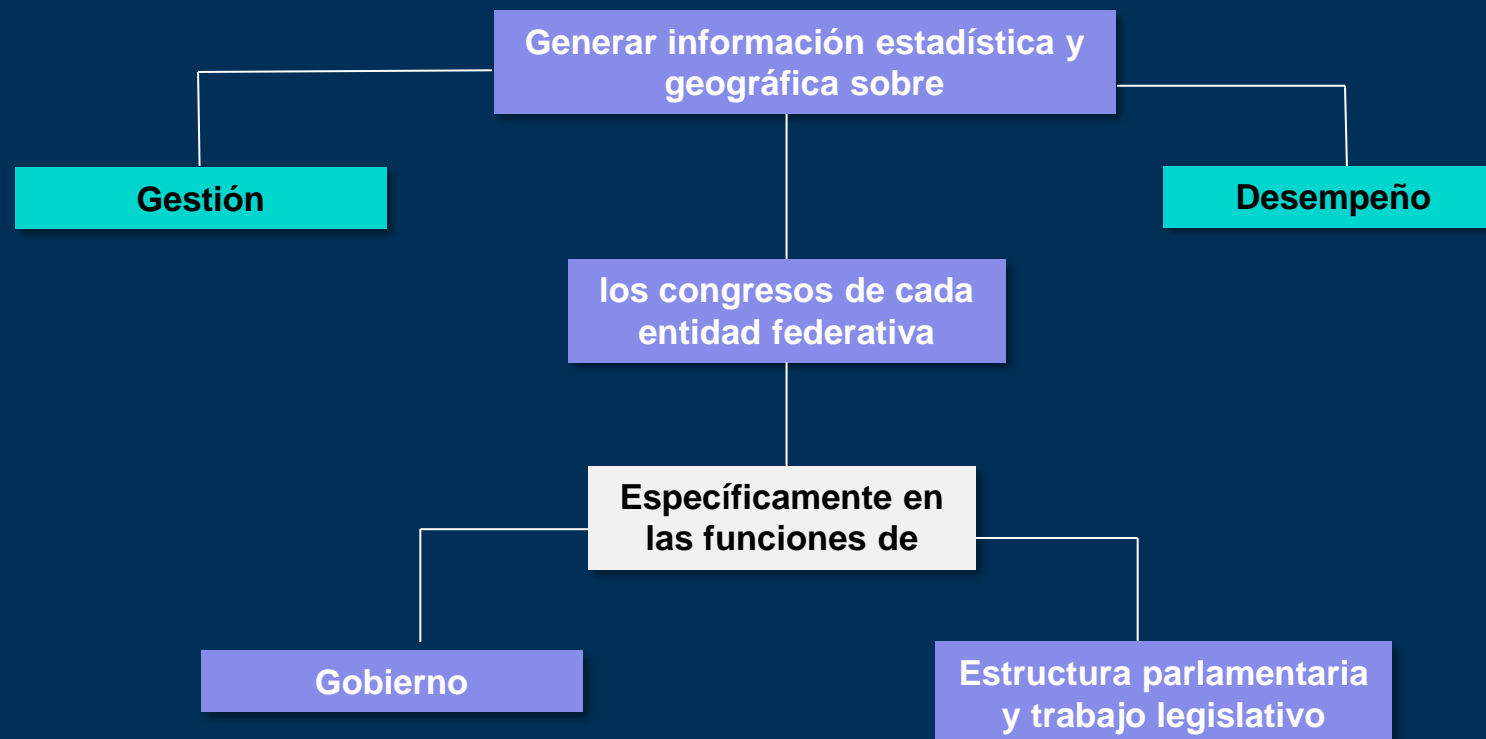 Generar información estadística y
geográfica sobre
Gestión
Desempeño
los congresos de cada
entidad federativa
Específicamente en
las funciones de
Gobierno
Estructura parlamentaria
y trabajo legislativo